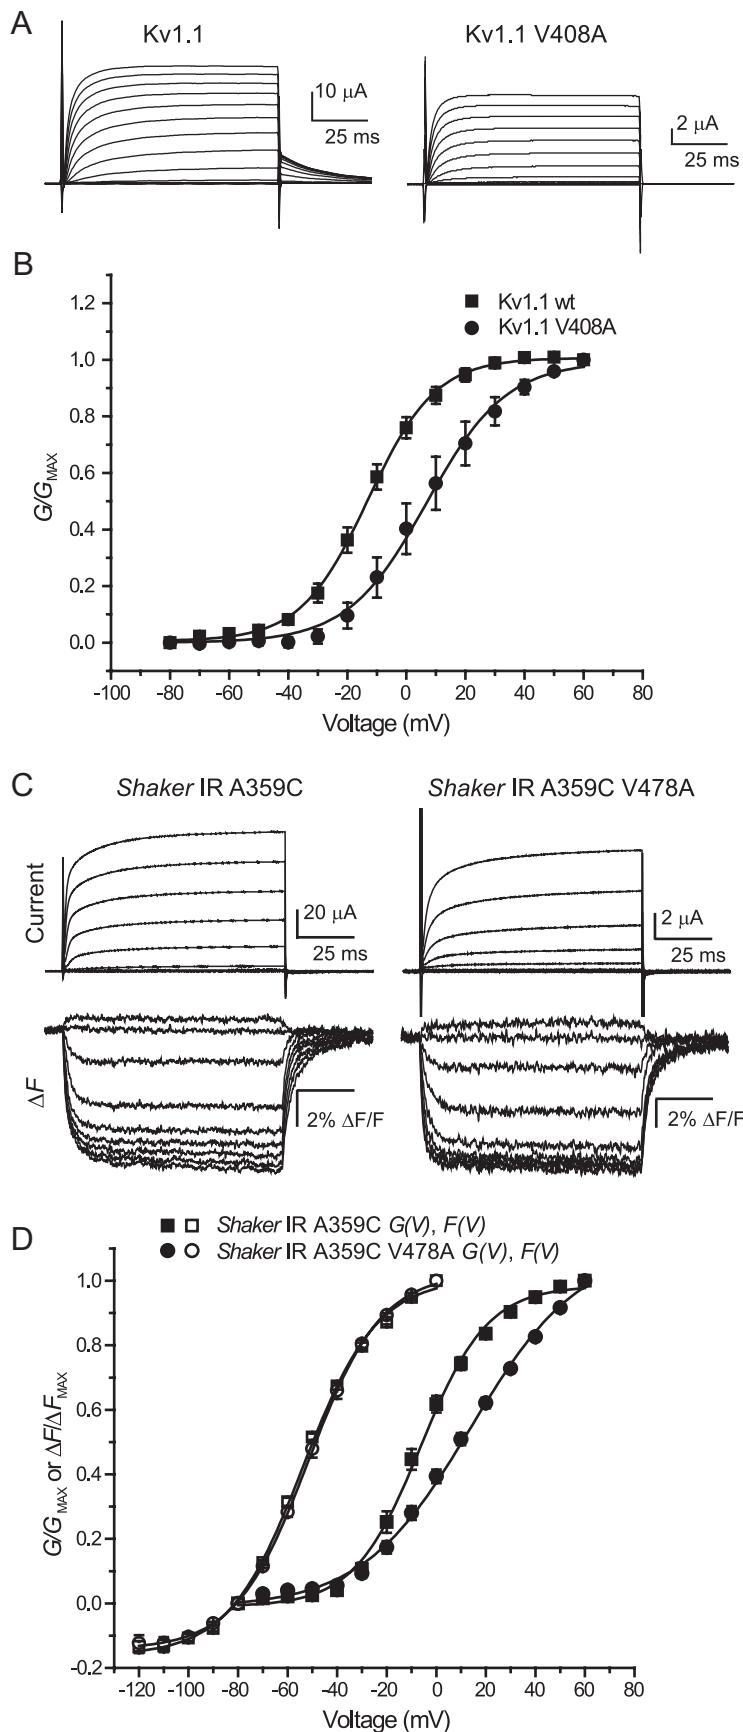 A
Kv1.1
Kv1.1 V408A
10 μA
25 ms
2 μA
25 ms
B
Kv1.1 wt
Kv1.1 V408A
1.2
1.0
0.8
0.6
0.4
0.2
0.0
G/GMAX
-100 -80 -60 -40 -20 0 20 40 60 80
Voltage (mV)
C
Shaker IR A359C
Shaker IR A359C V478A
Current
20 μA
25 ms
2 μA
25 ms
ΔF
2% ΔF/F
2% ΔF/F
D
Shaker IR A359C G(V), F(V)
Shaker IR A359C V478A G(V), F(V)
1.0
0.8
0.6
0.4
0.2
0.0
-0.2
G/GMAX or ΔF/ΔFMAX
-120 -100 -80 -60 -40 -20 0 20 40 60 80
Voltage (mV)